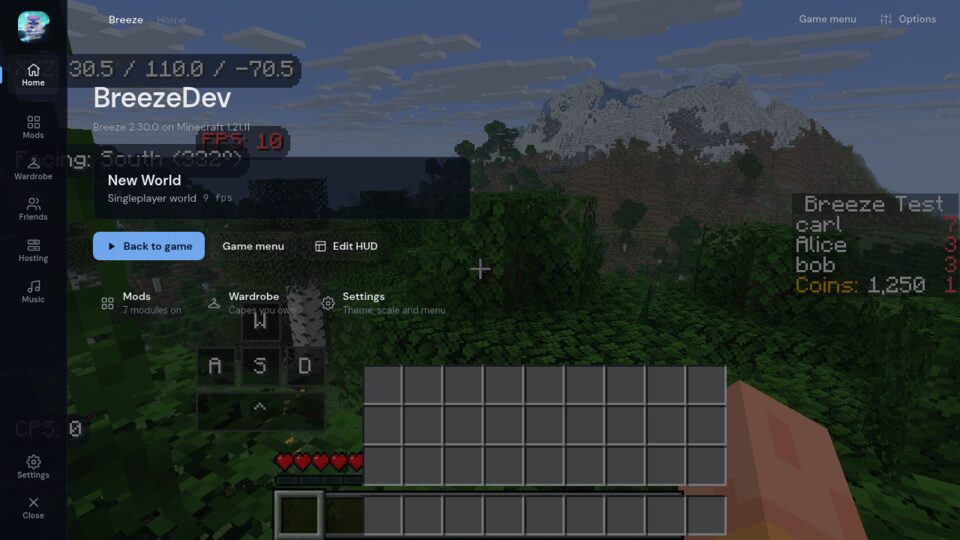 Breeze / Home
Game menu
Options
30.5 / 110.0 / -70.5
Home
BreezeDev
Breeze 2.30.0 on Minecraft 1.21.11
Mods
FPS: 10
Facing: South (332°)
Wardrobe
New World
Singleplayer world 9 fps
Friends
Breeze Test
carl 7
Alice 3
bob 3
Coins: 1,250 1
Hosting
Back to game
Game menu
Edit HUD
Music
Mods
7 modules on
Wardrobe
Capes you own
Settings
Theme, scale and menu
W
A
S
D
^
CPS: 0
Settings
Close